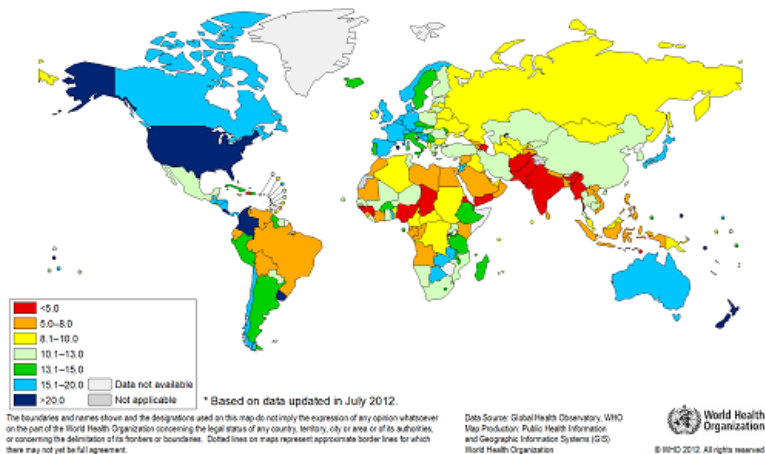 <5.0
5.0–8.0
8.1–10.0
10.1–13.0
13.1–15.0
15.1–20.0
>20.0
Data not available
Not applicable
* Based on data updated in July 2012.
The boundaries and names shown and the designations used on this map do not imply the expression of any opinion whatsoever
on the part of the World Health Organization concerning the legal status of any country, territory, city or area or of its authorities,
or concerning the delimitation of its frontiers or boundaries. Dotted lines on maps represent approximate border lines for which
there may not yet be full agreement.
Data Source: Global Health Observatory, WHO
Map Production: Public Health Information
and Geographic Information Systems (GIS)
World Health Organization
World Health
Organization
© WHO 2012. All rights reserved